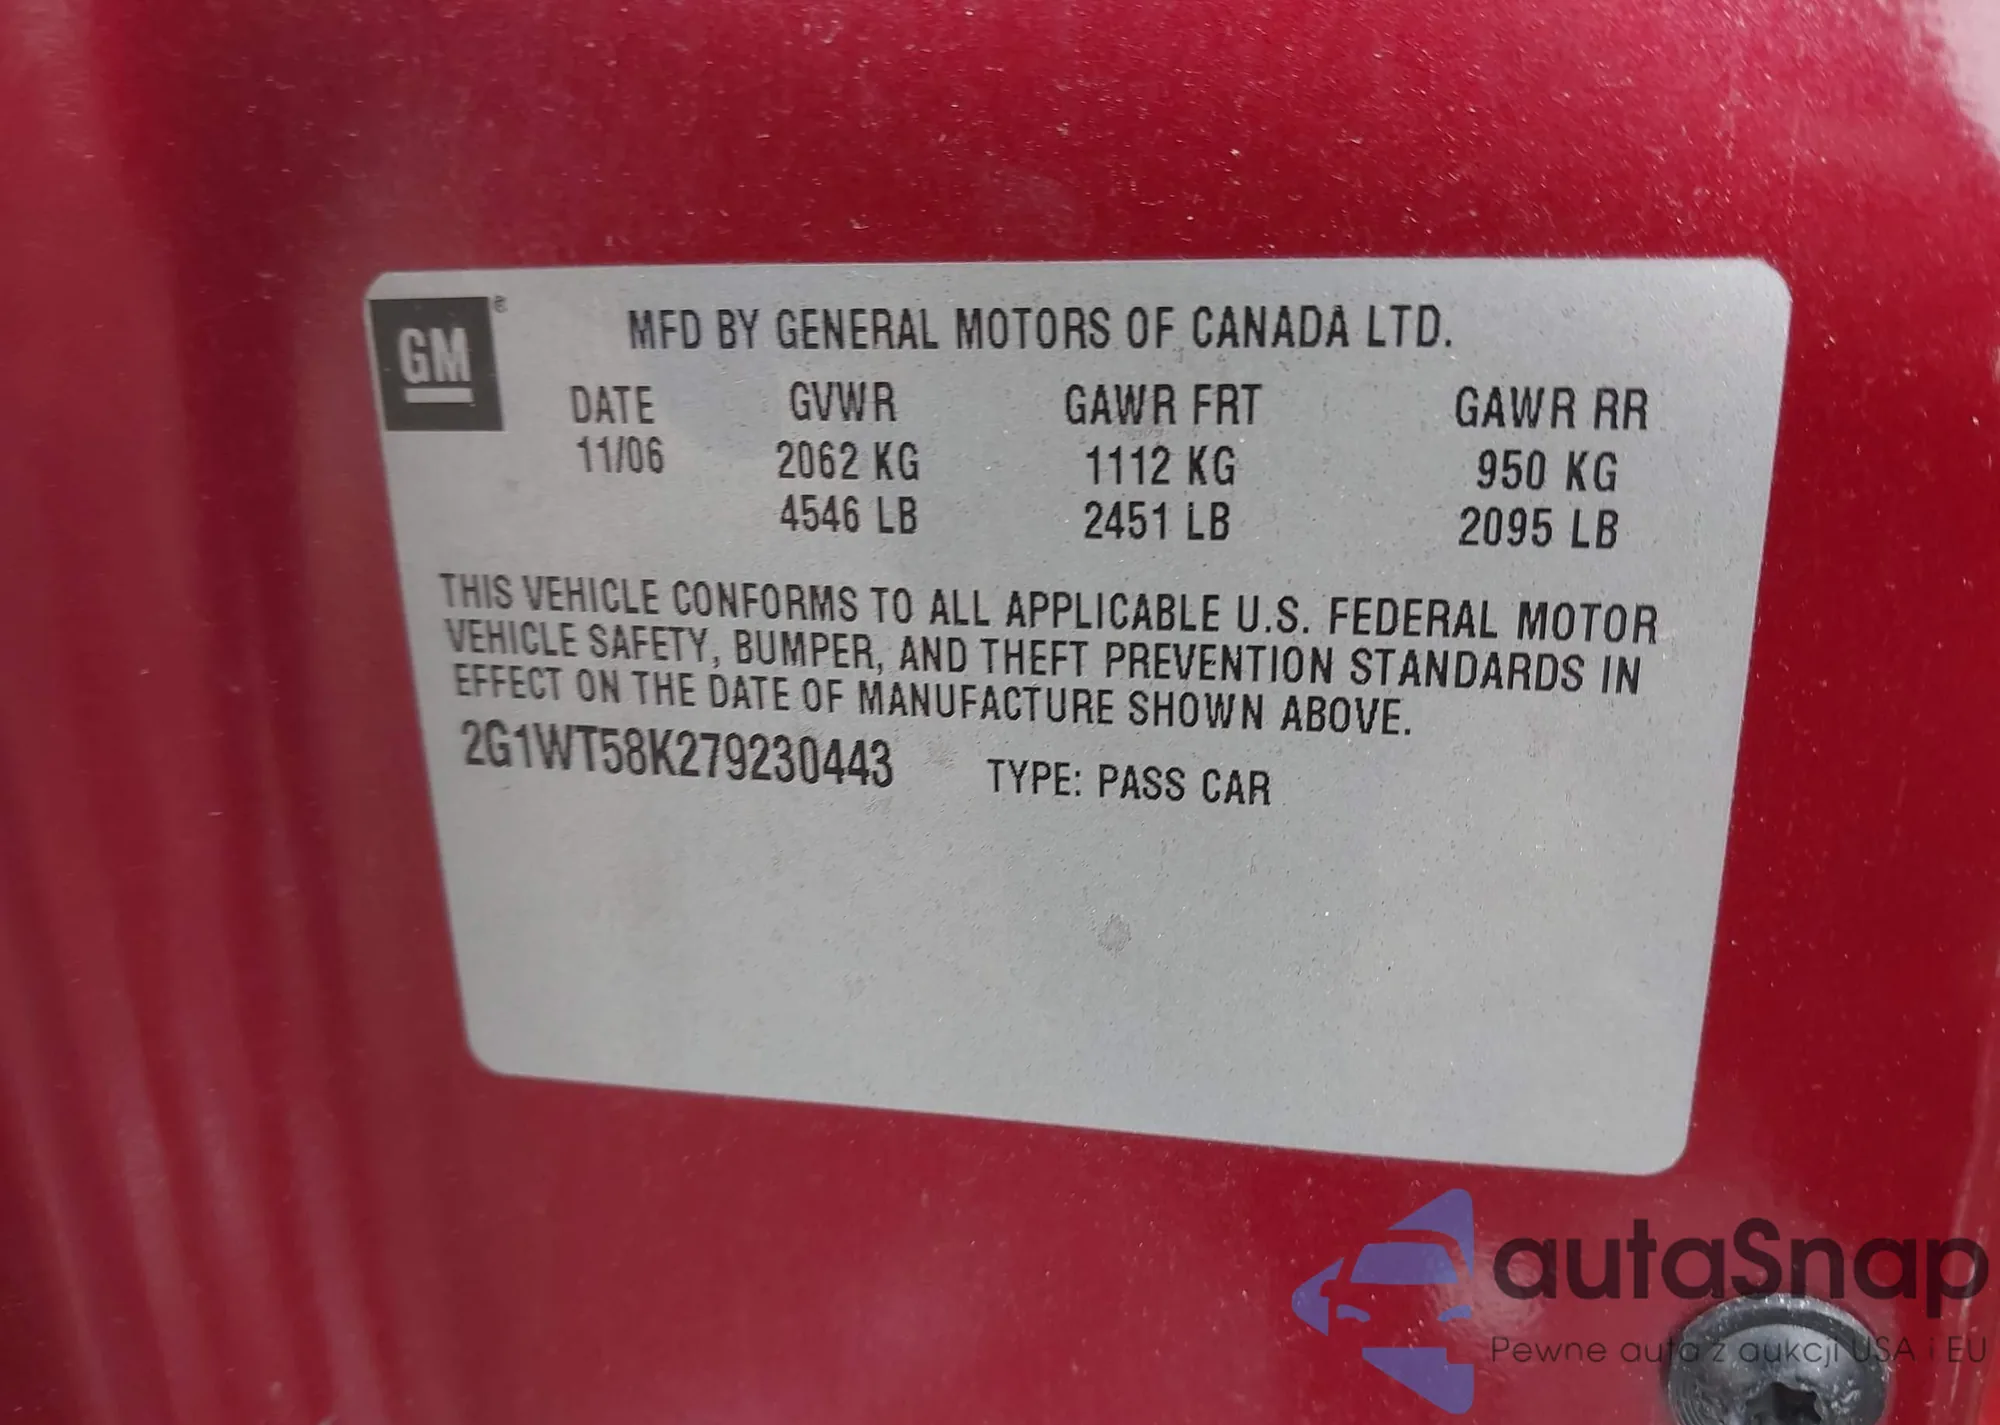 GM®
MFD BY GENERAL MOTORS OF CANADA LTD.
DATE GVWR GAWR FRT GAWR RR
11/06 2062 KG 1112 KG 950 KG
4546 LB 2451 LB 2095 LB
THIS VEHICLE CONFORMS TO ALL APPLICABLE U.S. FEDERAL MOTOR
VEHICLE SAFETY, BUMPER, AND THEFT PREVENTION STANDARDS IN
EFFECT ON THE DATE OF MANUFACTURE SHOWN ABOVE.
2G1WT58K279230443 TYPE: PASS CAR
autaSnap
Pewne auta z aukcji USA i EU